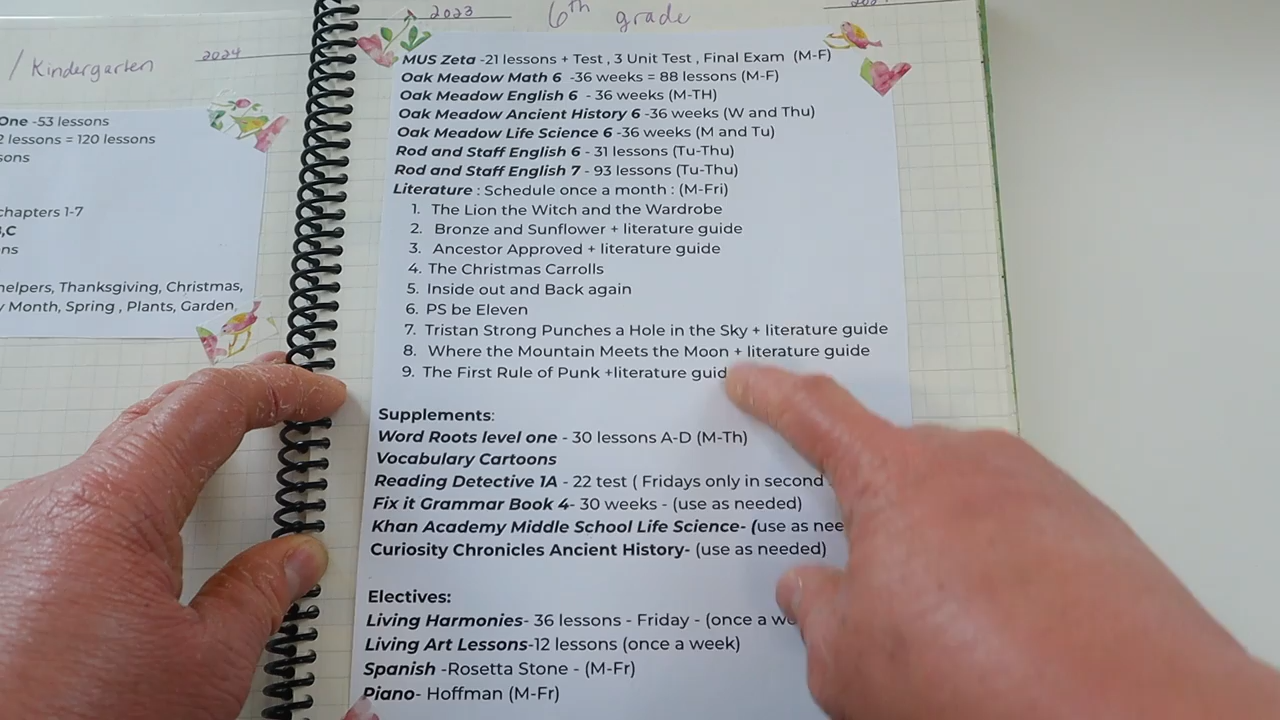 / Kindergarten 2024
One -53 lessons
2 lessons = 120 lessons
sons
chapters 1-7
,C
ns
helpers, Thanksgiving, Christmas,
y Month, Spring , Plants, Garden,
2023 6th grade
MUS Zeta -21 lessons + Test , 3 Unit Test , Final Exam (M-F)
Oak Meadow Math 6 -36 weeks = 88 lessons (M-F)
Oak Meadow English 6 - 36 weeks (M-TH)
Oak Meadow Ancient History 6 -36 weeks (W and Thu)
Oak Meadow Life Science 6 -36 weeks (M and Tu)
Rod and Staff English 6 - 31 lessons (Tu-Thu)
Rod and Staff English 7 - 93 lessons (Tu-Thu)
Literature : Schedule once a month : (M-Fri)
1. The Lion the Witch and the Wardrobe
2. Bronze and Sunflower + literature guide
3. Ancestor Approved + literature guide
4. The Christmas Carrolls
5. Inside out and Back again
6. PS be Eleven
7. Tristan Strong Punches a Hole in the Sky + literature guide
8. Where the Mountain Meets the Moon + literature guide
9. The First Rule of Punk +literature guid
Supplements:
Word Roots level one - 30 lessons A-D (M-Th)
Vocabulary Cartoons
Reading Detective 1A - 22 test ( Fridays only in second
Fix it Grammar Book 4- 30 weeks - (use as needed)
Khan Academy Middle School Life Science- (use as nee
Curiosity Chronicles Ancient History- (use as needed)
Electives:
Living Harmonies- 36 lessons - Friday - (once a we
Living Art Lessons-12 lessons (once a week)
Spanish -Rosetta Stone - (M-Fr)
Piano- Hoffman (M-Fr)